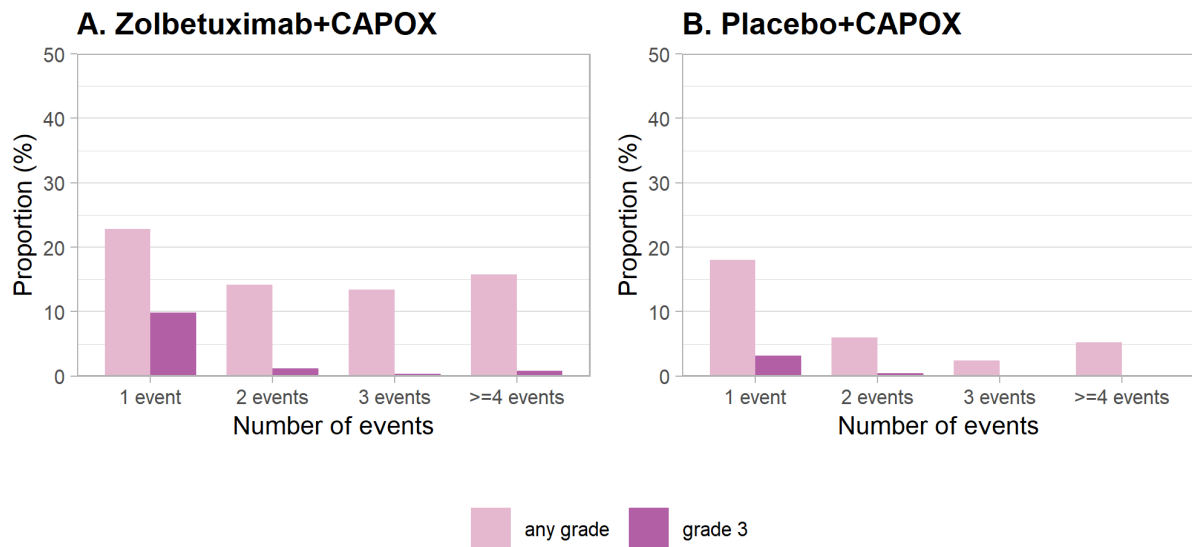 A. Zolbetuximab+CAPOX
Proportion (%)
50
40
30
20
10
0
1 event 2 events 3 events >=4 events
Number of events
B. Placebo+CAPOX
Proportion (%)
50
40
30
20
10
0
1 event 2 events 3 events >=4 events
Number of events
any grade grade 3